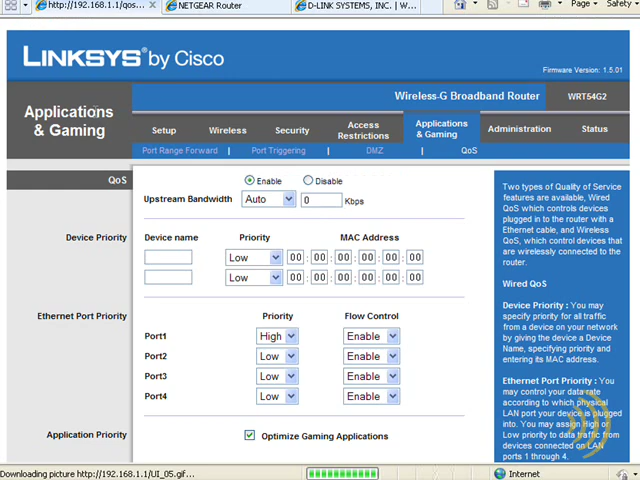 http://192.168.1.1/qos... NETGEAR Router D-LINK SYSTEMS, INC. | W... Page Safety
LINKSYS® by Cisco
Firmware Version: 1.5.01
Applications & Gaming
Wireless-G Broadband Router WRT54G2
Setup Wireless Security Access Restrictions Applications & Gaming Administration Status
Port Range Forward | Port Triggering | DMZ | QoS
QoS
Enable Disable
Upstream Bandwidth Auto 0 Kbps
Device Priority Device name Priority MAC Address
Low 00 : 00 : 00 : 00 : 00 : 00
Low 00 : 00 : 00 : 00 : 00 : 00
Ethernet Port Priority Priority Flow Control
Port1 High Enable
Port2 Low Enable
Port3 Low Enable
Port4 Low Enable
Application Priority Optimize Gaming Applications
Two types of Quality of Service
features are available, Wired
QoS which controls devices
plugged in to the router with a
Ethernet cable, and Wireless
QoS, which control devices that
are wirelessly connected to the
router.
Wired QoS
Device Priority : You may
specify priority for all traffic
from a device on your network
by giving the device a Device
Name, specifying priority and
entering its MAC address.
Ethernet Port Priority : You
may control your data rate
according to which physical
LAN port your device is plugged
into. You may assign High or
Low priority to data traffic from
devices connected on LAN
ports 1 through 4.
Downloading picture http://192.168.1.1/UI_05.gif... Internet